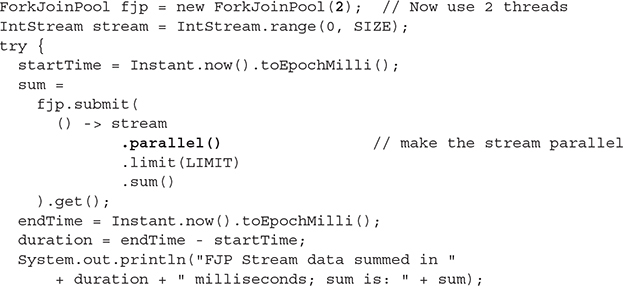 ForkJoinPool fjp = new ForkJoinPool(2);  // Now use 2 threads
IntStream stream = IntStream.range(0, SIZE);
try {
  startTime = Instant.now().toEpochMilli();
  sum =
    fjp.submit(
      () -> stream
            .parallel()             // make the stream parallel
            .limit(LIMIT)
            .sum()
    ).get();
  endTime = Instant.now().toEpochMilli();
  duration = endTime - startTime;
  System.out.println("FJP Stream data summed in "
      + duration + " milliseconds; sum is: " + sum);